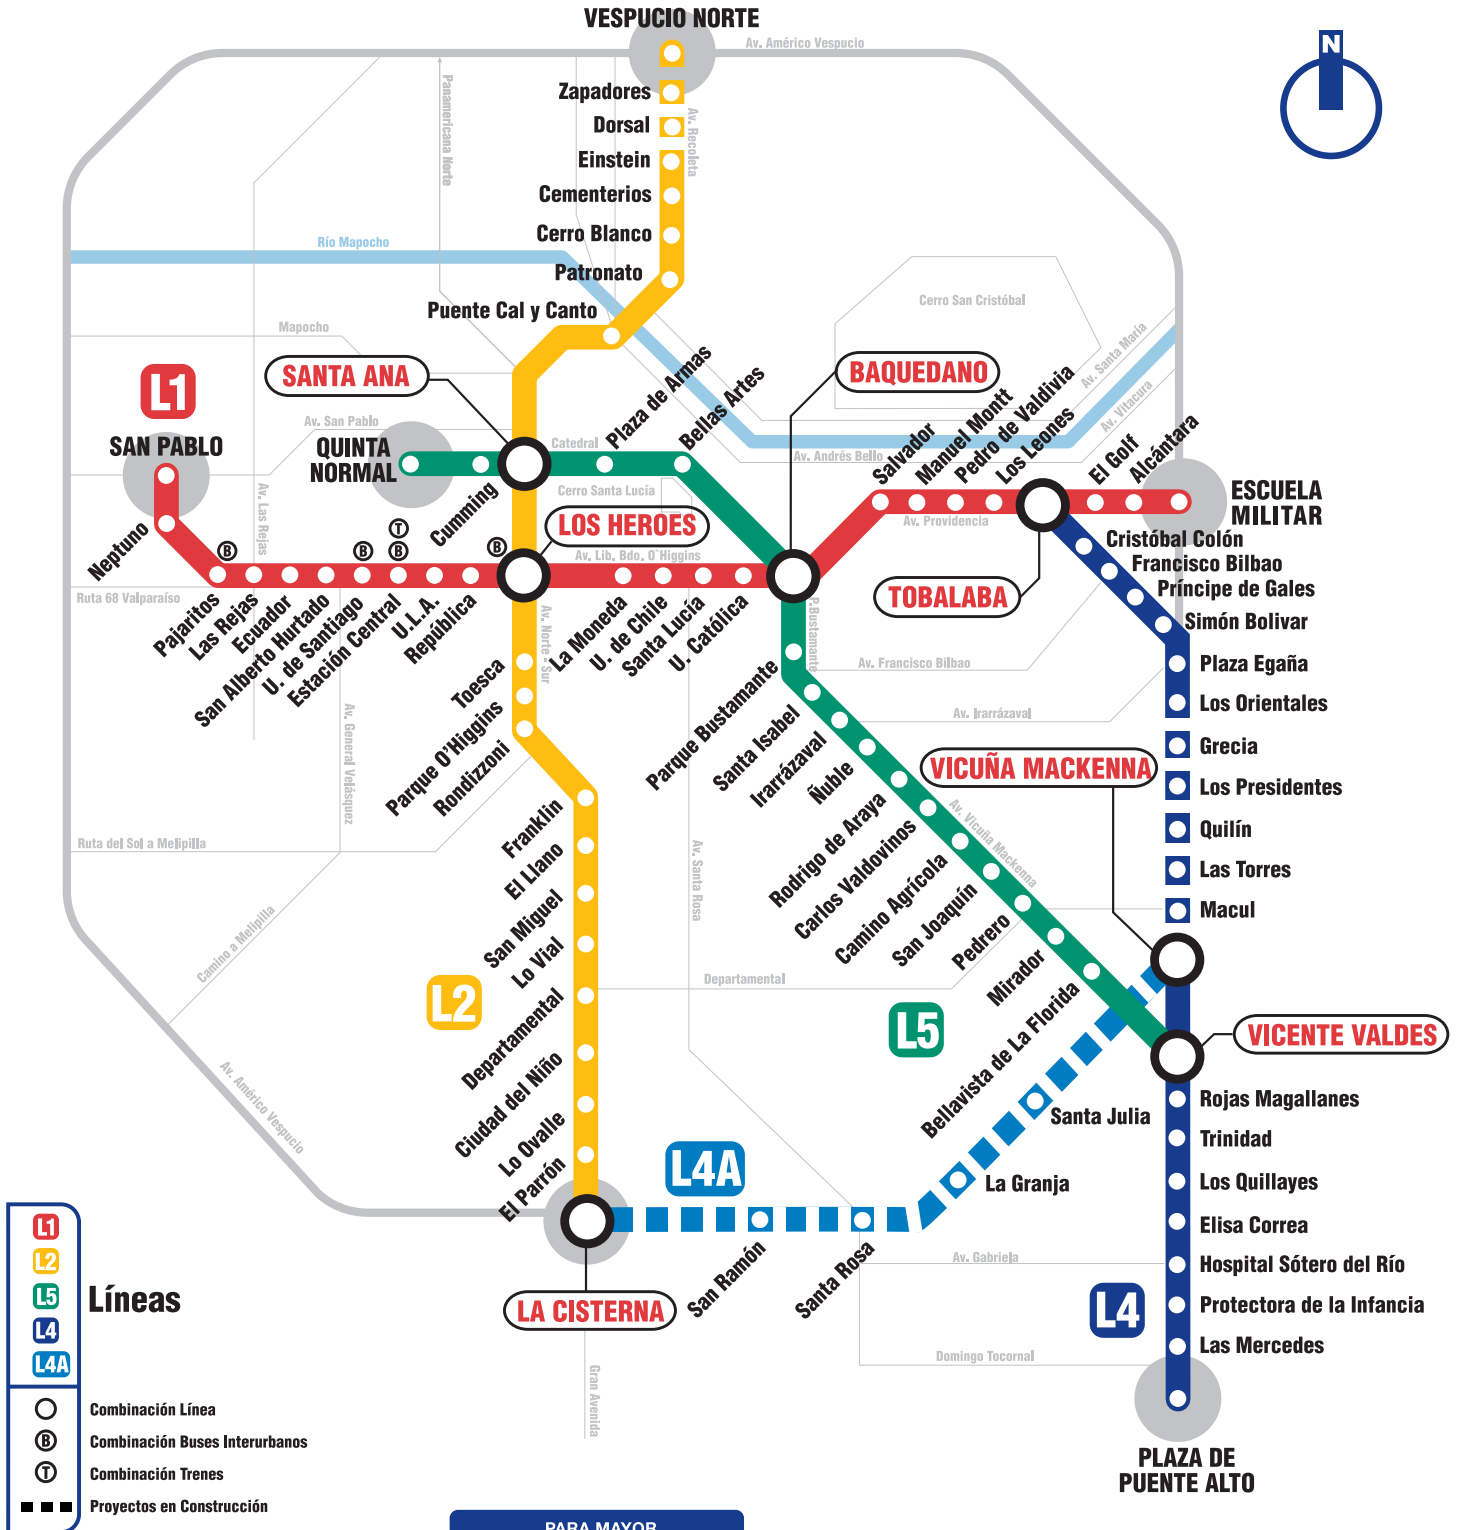 VESPUCIO NORTE
Av. Américo Vespucio
N
Zapadores
Dorsal
Einstein
Cementerios
Cerro Blanco
Patronato
Puente Cal y Canto
Panamericana Norte
Av. Recoleta
Río Mapocho
Mapocho
Cerro San Cristóbal
Av. Santa María
Av. Vitacura
SANTA ANA
BAQUEDANO
L1
SAN PABLO
Av. San Pablo
QUINTA
NORMAL
Catedral
Plaza de Armas
Bellas Artes
Av. Andrés Bello
Salvador
Manuel Montt
Pedro de Valdivia
Los Leones
El Golf
Alcántara
ESCUELA
MILITAR
Neptuno
Av. Las Rejas
Cumming
Cerro Santa Lucía
LOS HEROES
Av. Lib. Bdo. O`Higgins
Av. Providencia
T
B
B
B
B
Ruta 68 Valparaíso
Pajaritos
Las Rejas
Ecuador
San Alberto Hurtado
U. de Santiago
Estación Central
U.L.A.
República
La Moneda
U. de Chile
Santa Lucía
U. Católica
TOBALABA
Cristóbal Colón
Francisco Bilbao
Príncipe de Gales
Simón Bolivar
Plaza Egaña
Los Orientales
Grecia
Los Presidentes
Quilín
Las Torres
Macul
Av. Norte - Sur
P.Bustamante
Av. Francisco Bilbao
Av. Irarrázaval
Toesca
Parque O'Higgins
Rondizzoni
Av. General Velásquez
Parque Bustamante
Santa Isabel
Irarrázaval
Ñuble
Rodrigo de Araya
Carlos Valdovinos
Camino Agrícola
San Joaquín
Pedrero
Mirador
Bellavista de La Florida
VICUÑA MACKENNA
Av. Vicuña Mackenna
Ruta del Sol a Melipilla
Camino a Melipilla
Av. Santa Rosa
Franklin
El Llano
San Miguel
Lo Vial
Departamental
Ciudad del Niño
Lo Ovalle
El Parrón
L2
Departamental
L5
VICENTE VALDES
Av. Américo Vespucio
Santa Julia
La Granja
L4A
San Ramón
Santa Rosa
LA CISTERNA
Rojas Magallanes
Trinidad
Los Quillayes
Elisa Correa
Hospital Sótero del Río
Protectora de la Infancia
Las Mercedes
Av. Gabriela
L4
Domingo Tocornal
Gran Avenida
PLAZA DE
PUENTE ALTO
L1
L2
L5
L4
L4A
Líneas
Combinación Línea
B Combinación Buses Interurbanos
T Combinación Trenes
Proyectos en Construcción
PARA MAYOR